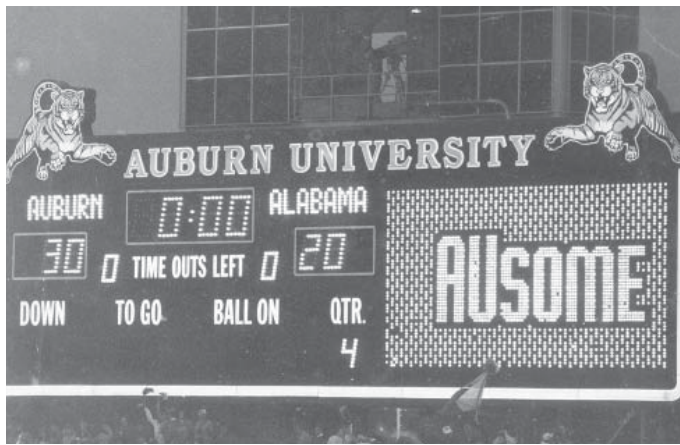 AUBURN UNIVERSITY
AUBURN 0:00 ALABAMA
30 0 TIME OUTS LEFT 0 20
DOWN TO GO BALL ON QTR.
4
AUSOME